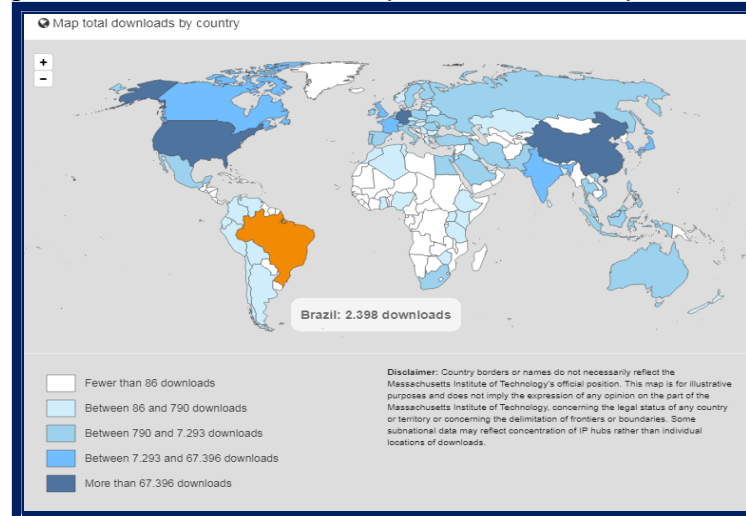 Map total downloads by country
+
−
Brazil: 2.398 downloads
Fewer than 86 downloads
Between 86 and 790 downloads
Between 790 and 7.293 downloads
Between 7.293 and 67.396 downloads
More than 67.396 downloads
Disclaimer: Country borders or names do not necessarily reflect the
Massachusetts Institute of Technology's official position. This map is for illustrative
purposes and does not imply the expression of any opinion on the part of the
Massachusetts Institute of Technology, concerning the legal status of any country
or territory or concerning the delimitation of frontiers or boundaries. Some
subnational data may reflect concentration of IP hubs rather than individual
locations of downloads.